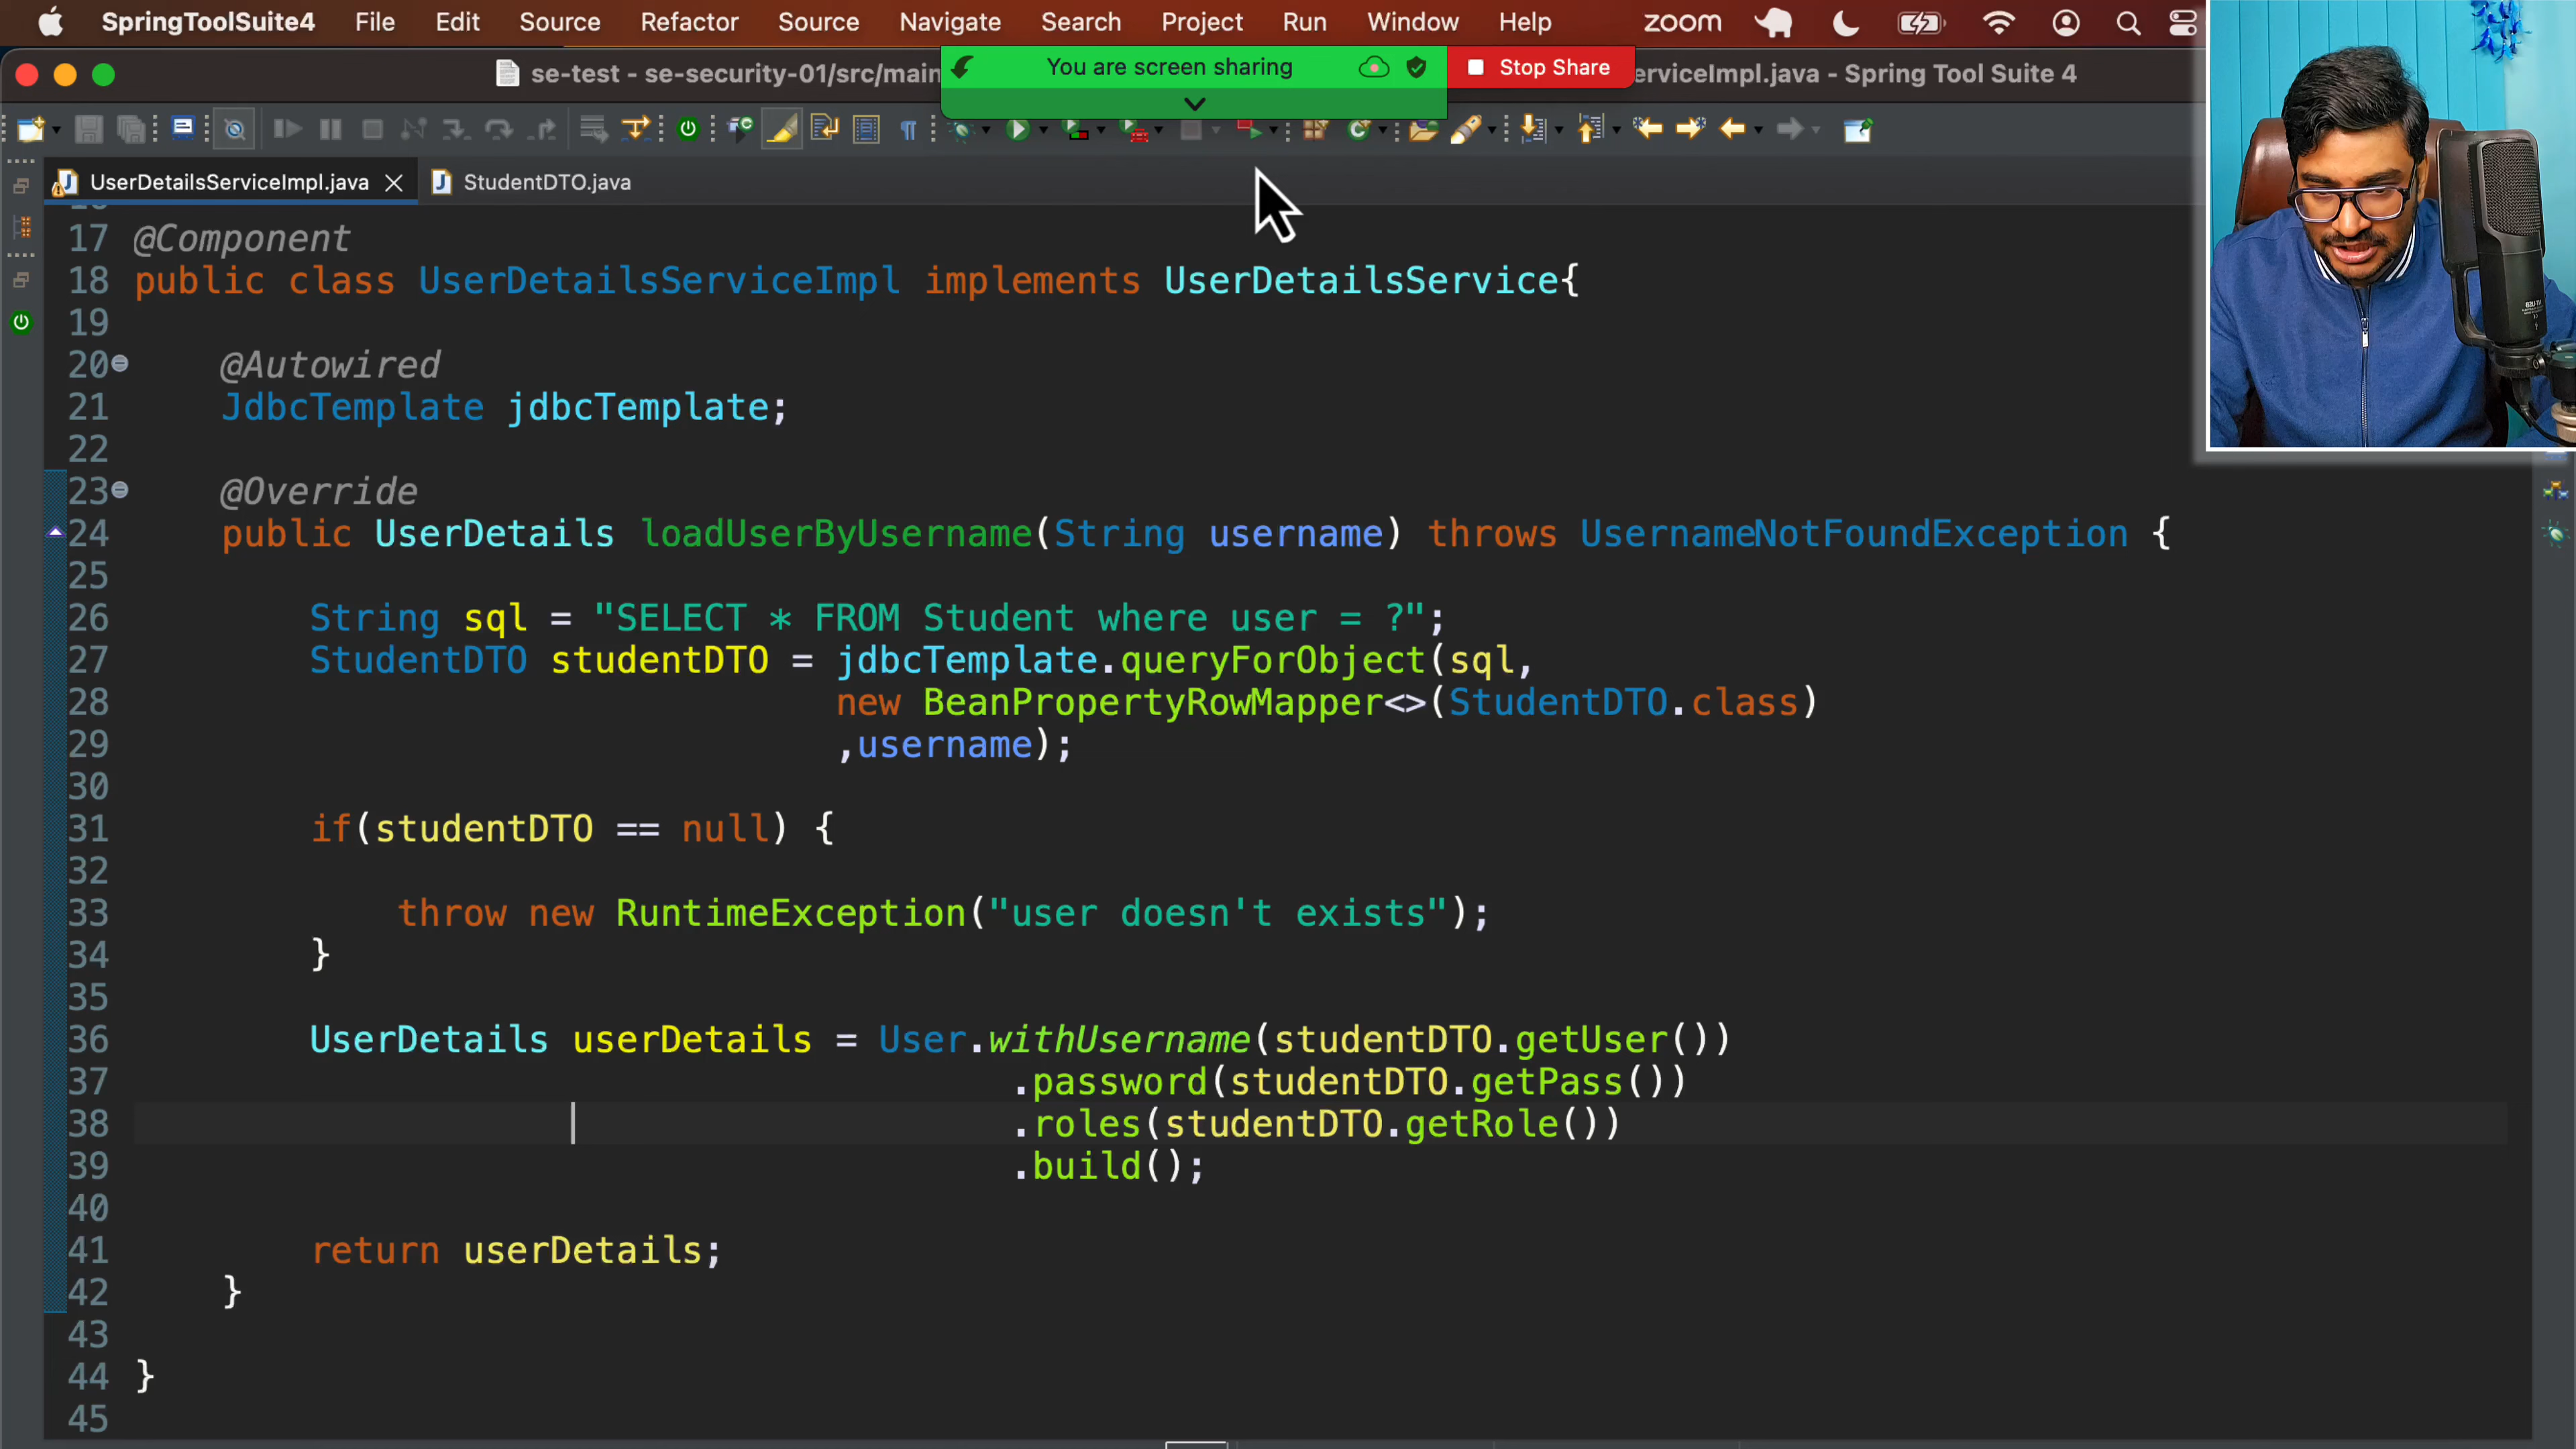 SpringToolSuite4 File Edit Source Refactor Source Navigate Search Project Run Window Help zoom
se-test - se-security-01/src/main
You are screen sharing
Stop Share
erviceImpl.java - Spring Tool Suite 4
UserDetailsServiceImpl.java
StudentDTO.java
17 @Component
18 public class UserDetailsServiceImpl implements UserDetailsService{
19
20 @Autowired
21 JdbcTemplate jdbcTemplate;
22
23 @Override
24 public UserDetails loadUserByUsername(String username) throws UsernameNotFoundException {
25
26 String sql = "SELECT * FROM Student where user = ?";
27 StudentDTO studentDTO = jdbcTemplate.queryForObject(sql,
28 new BeanPropertyRowMapper<>(StudentDTO.class)
29 ,username);
30
31 if(studentDTO == null) {
32
33 throw new RuntimeException("user doesn't exists");
34 }
35
36 UserDetails userDetails = User.withUsername(studentDTO.getUser())
37 .password(studentDTO.getPass())
38 .roles(studentDTO.getRole())
39 .build();
40
41 return userDetails;
42 }
43
44 }
45